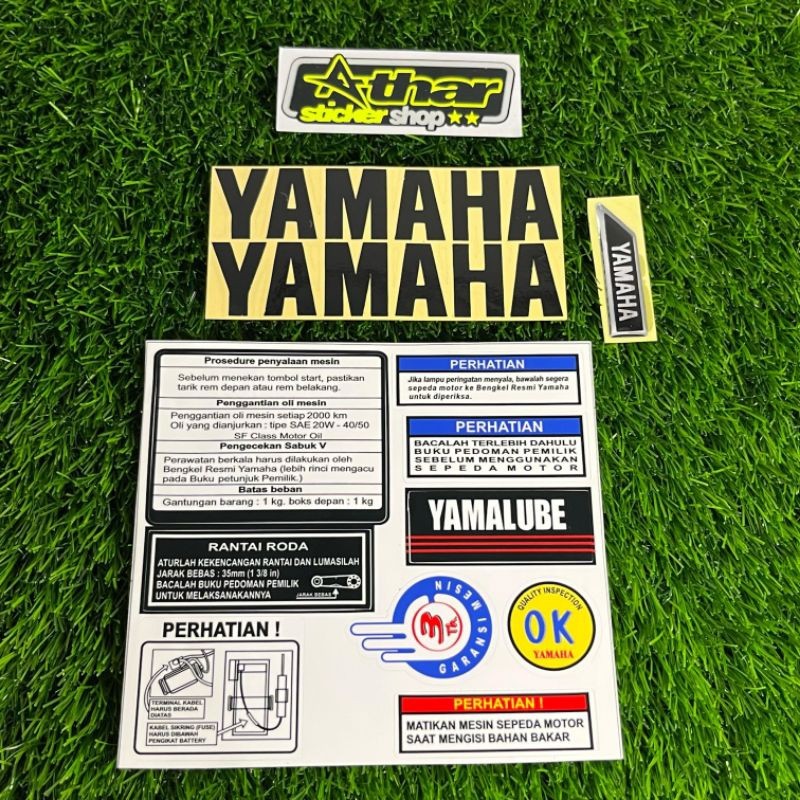 Athar
sticker shop
YAMAHA
YAMAHA
YAMAHA
Prosedure penyalaan mesin
Sebelum menekan tombol start, pastikan
tarik rem depan atau rem belakang.
Penggantian oli mesin
Penggantian oli mesin setiap 2000 km
Oli yang dianjurkan : tipe SAE 20W - 40/50
SF Class Motor Oil
Pengecekan Sabuk V
Perawatan berkala harus dilakukan oleh
Bengkel Resmi Yamaha (lebih rinci mengacu
pada Buku petunjuk Pemilik.)
Batas beban
Gantungan barang : 1 kg. boks depan : 1 kg
PERHATIAN
Jika lampu peringatan menyala, bawalah segera
sepeda motor ke Bengkel Resmi Yamaha
untuk diperiksa.
PERHATIAN
BACALAH TERLEBIH DAHULU
BUKU PEDOMAN PEMILIK
SEBELUM MENGGUNAKAN
SEPEDA MOTOR
YAMALUBE
RANTAI RODA
ATURLAH KEKENCANGAN RANTAI DAN LUMASILAH
JARAK BEBAS : 35mm (1 3/8 in)
BACALAH BUKU PEDOMAN PEMILIK
UNTUK MELAKSANAKANNYA
JARAK BEBAS
3 TH.
GARANSI MESIN
QUALITY INSPECTION
OK
YAMAHA
PERHATIAN !
TERMINAL KABEL
HARUS BERADA
DIATAS
KABEL SIKRING (FUSE)
HARUS DIBAWAH
PENGIKAT BATTERY
PERHATIAN !
MATIKAN MESIN SEPEDA MOTOR
SAAT MENGISI BAHAN BAKAR